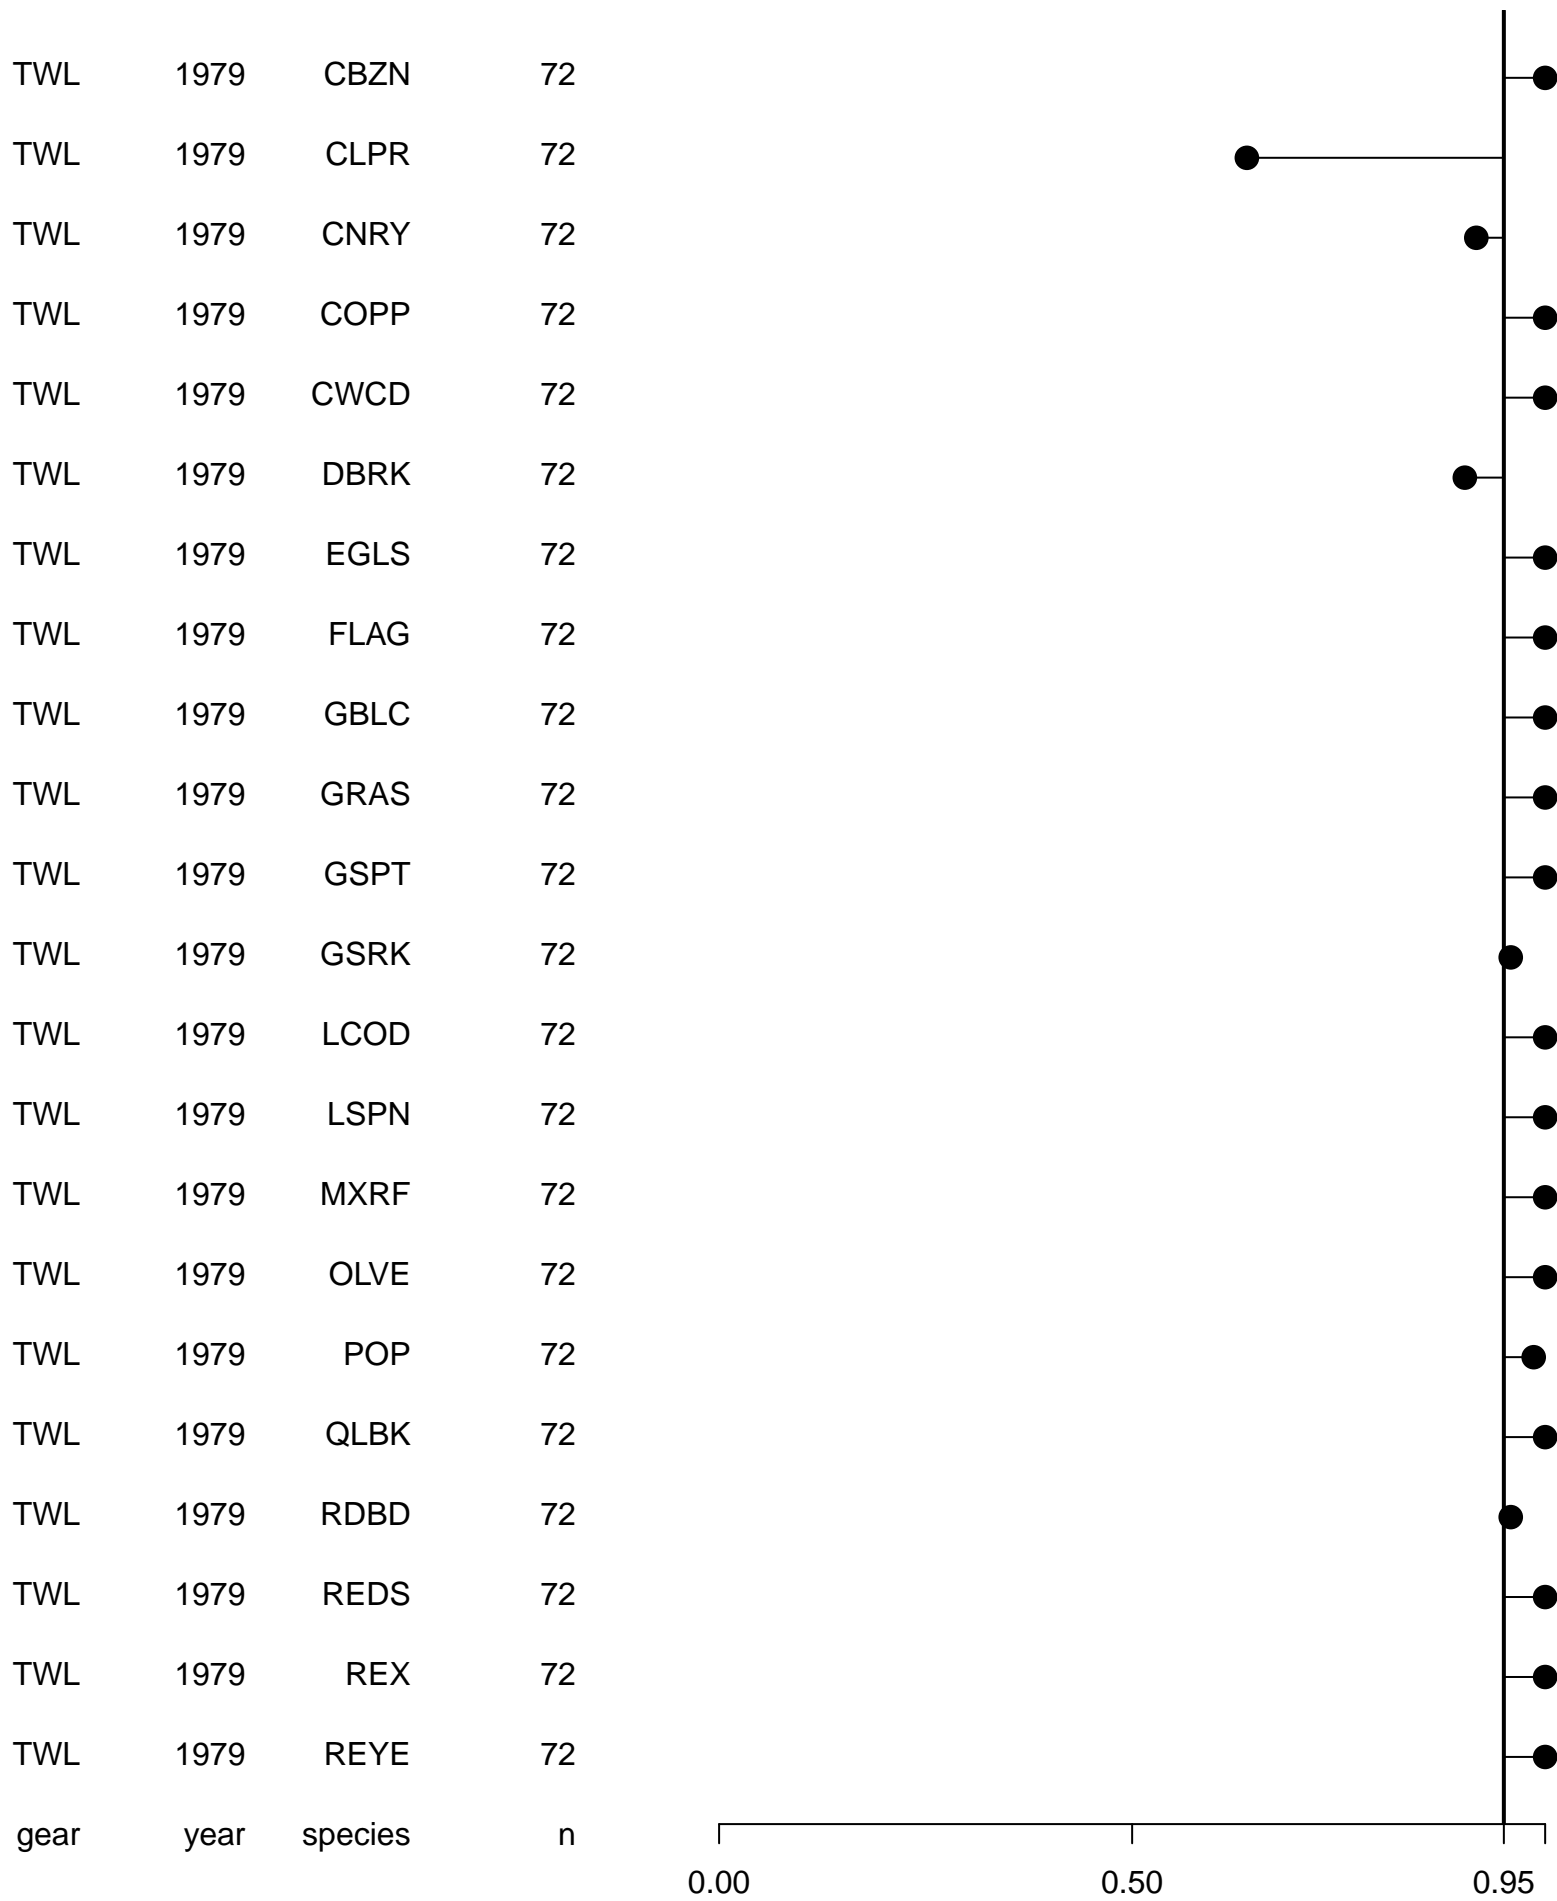 TWL 1979 CBZN 72
TWL 1979 CLPR 72
TWL 1979 CNRY 72
TWL 1979 COPP 72
TWL 1979 CWCD 72
TWL 1979 DBRK 72
TWL 1979 EGLS 72
TWL 1979 FLAG 72
TWL 1979 GBLC 72
TWL 1979 GRAS 72
TWL 1979 GSPT 72
TWL 1979 GSRK 72
TWL 1979 LCOD 72
TWL 1979 LSPN 72
TWL 1979 MXRF 72
TWL 1979 OLVE 72
TWL 1979 POP 72
TWL 1979 QLBK 72
TWL 1979 RDBD 72
TWL 1979 REDS 72
TWL 1979 REX 72
TWL 1979 REYE 72
gear year species n
0.00 0.50 0.95